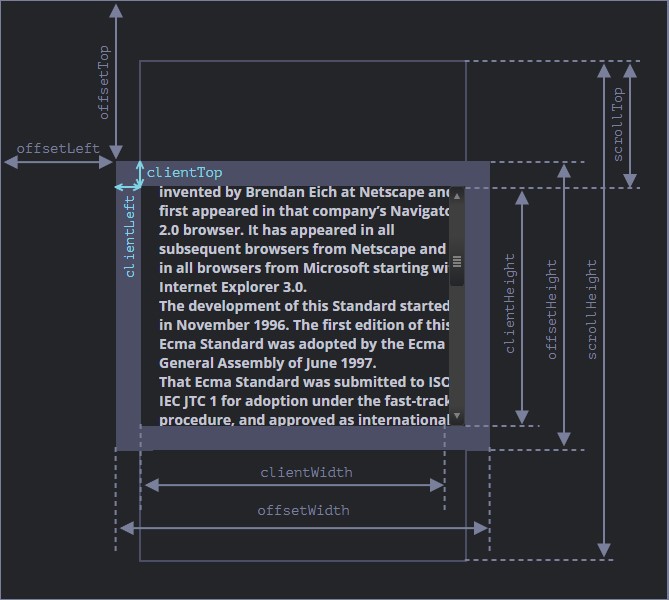 offsetTop
offsetLeft
clientTop
clientLeft
invented by Brendan Eich at Netscape and
first appeared in that company's Navigato
2.0 browser. It has appeared in all
subsequent browsers from Netscape and
in all browsers from Microsoft starting wi
Internet Explorer 3.0.
The development of this Standard started
in November 1996. The first edition of this
Ecma Standard was adopted by the Ecma
General Assembly of June 1997.
That Ecma Standard was submitted to ISO
IEC JTC 1 for adoption under the fast-track
procedure, and approved as international
scrollTop
clientHeight
offsetHeight
scrollHeight
clientWidth
offsetWidth